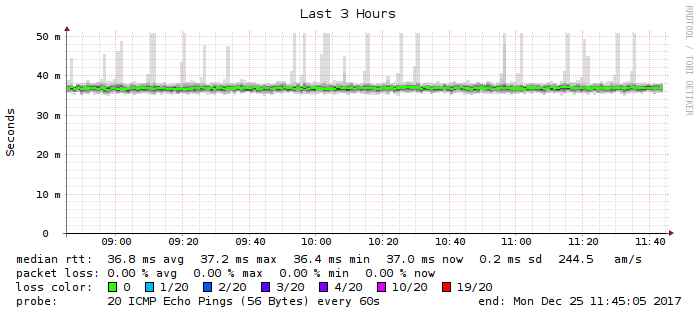 Last 3 Hours
RRDTOOL / TOBI OETIKER
Seconds
50 m
40 m
30 m
20 m
10 m
0
09:00 09:20 09:40 10:00 10:20 10:40 11:00 11:20 11:40
median rtt: 36.8 ms avg 37.2 ms max 36.4 ms min 37.0 ms now 0.2 ms sd 244.5 am/s
packet loss: 0.00 % avg 0.00 % max 0.00 % min 0.00 % now
loss color: 0 1/20 2/20 3/20 4/20 10/20 19/20
probe: 20 ICMP Echo Pings (56 Bytes) every 60s end: Mon Dec 25 11:45:05 2017